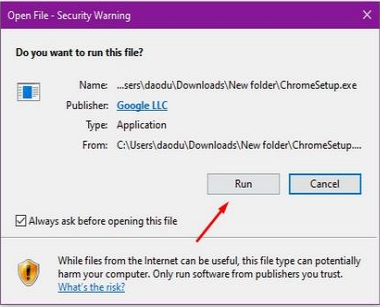 Open File - Security Warning
Do you want to run this file?
Name: ...sers\daodu\Downloads\New folder\ChromeSetup.exe
Publisher: Google LLC
Type: Application
From: C:\Users\daodu\Downloads\New folder\ChromeSetup....
Run Cancel
Always ask before opening this file
While files from the Internet can be useful, this file type can potentially
harm your computer. Only run software from publishers you trust.
What's the risk?